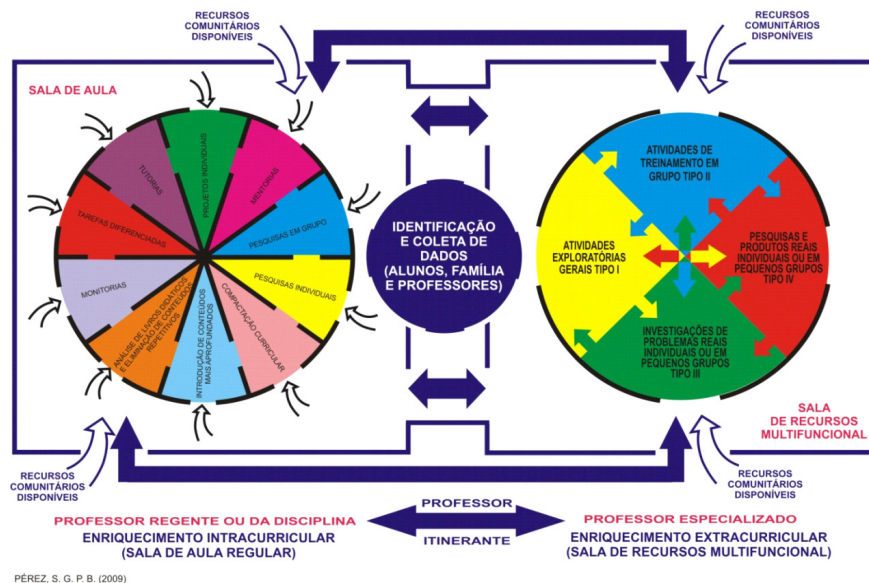 RECURSOS
COMUNITÁRIOS
DISPONÍVEIS
RECURSOS
COMUNITÁRIOS
DISPONÍVEIS
SALA DE AULA
TUTORIAS
PROJETOS INDIVIDUAIS
MENTORIAS
PESQUISAS EM GRUPO
PESQUISAS INDIVIDUAIS
COMPACTAÇÃO CURRICULAR
INTRODUÇÃO DE CONTEÚDOS
MAIS APROFUNDADOS
ANÁLISE DE LIVROS DIDÁTICOS
E ELIMINAÇÃO DE CONTEÚDOS
REPETITIVOS
MONITORIAS
TAREFAS DIFERENCIADAS
IDENTIFICAÇÃO
E COLETA DE
DADOS
(ALUNOS, FAMÍLIA
E PROFESSORES)
ATIVIDADES DE
TREINAMENTO EM
GRUPO TIPO II
ATIVIDADES
EXPLORATÓRIAS
GERAIS TIPO I
PESQUISAS E
PRODUTOS REAIS
INDIVIDUAIS OU EM
PEQUENOS GRUPOS
TIPO IV
INVESTIGAÇÕES DE
PROBLEMAS REAIS
INDIVIDUAIS OU EM
PEQUENOS GRUPOS
TIPO III
SALA
DE RECURSOS
MULTIFUNCIONAL
RECURSOS
COMUNITÁRIOS
DISPONÍVEIS
RECURSOS
COMUNITÁRIOS
DISPONÍVEIS
PROFESSOR REGENTE OU DA DISCIPLINA
ENRIQUECIMENTO INTRACURRICULAR
(SALA DE AULA REGULAR)
PROFESSOR
ITINERANTE
PROFESSOR ESPECIALIZADO
ENRIQUECIMENTO EXTRACURRICULAR
(SALA DE RECURSOS MULTIFUNCIONAL)
PÉREZ, S. G. P. B. (2009)